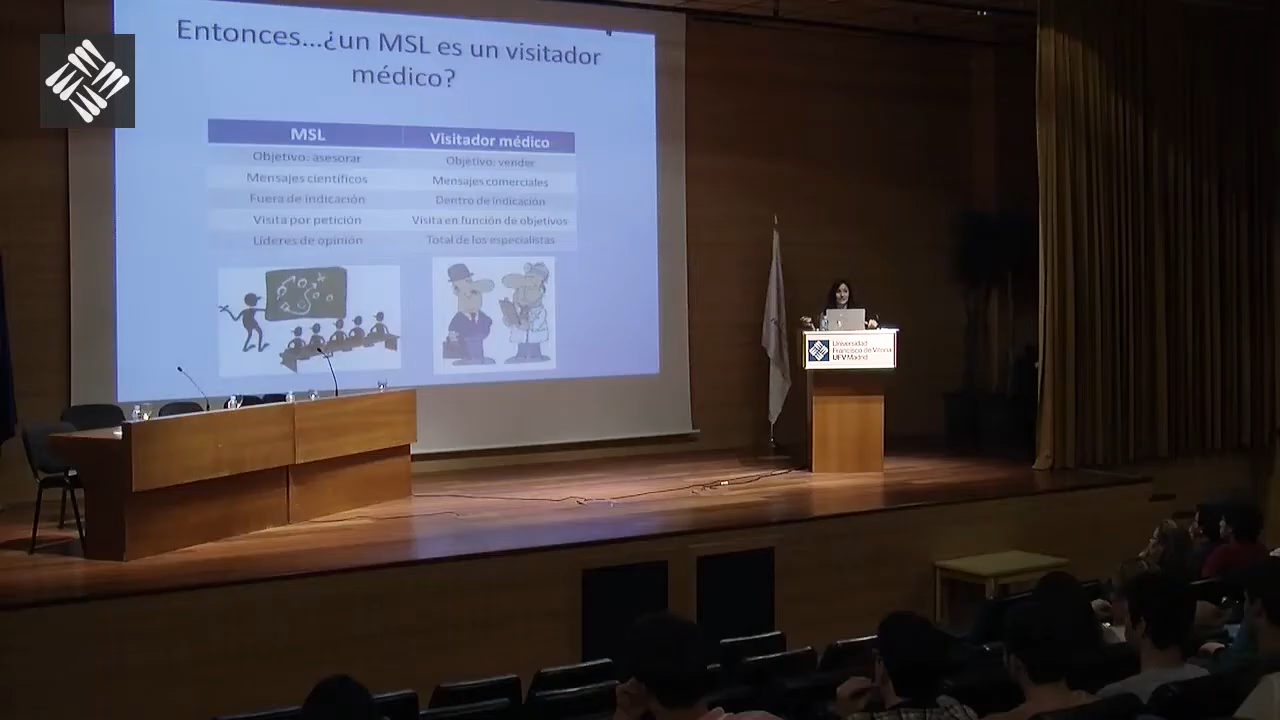 Entonces...¿un MSL es un visitador
médico?
MSL
Visitador médico
Objetivo: asesorar
Objetivo: vender
Mensajes científicos
Mensajes comerciales
Fuera de indicación
Dentro de indicación
Visita por petición
Visita en función de objetivos
Líderes de opinión
Total de los especialistas
Universidad
Francisco de Vitoria
UFV Madrid